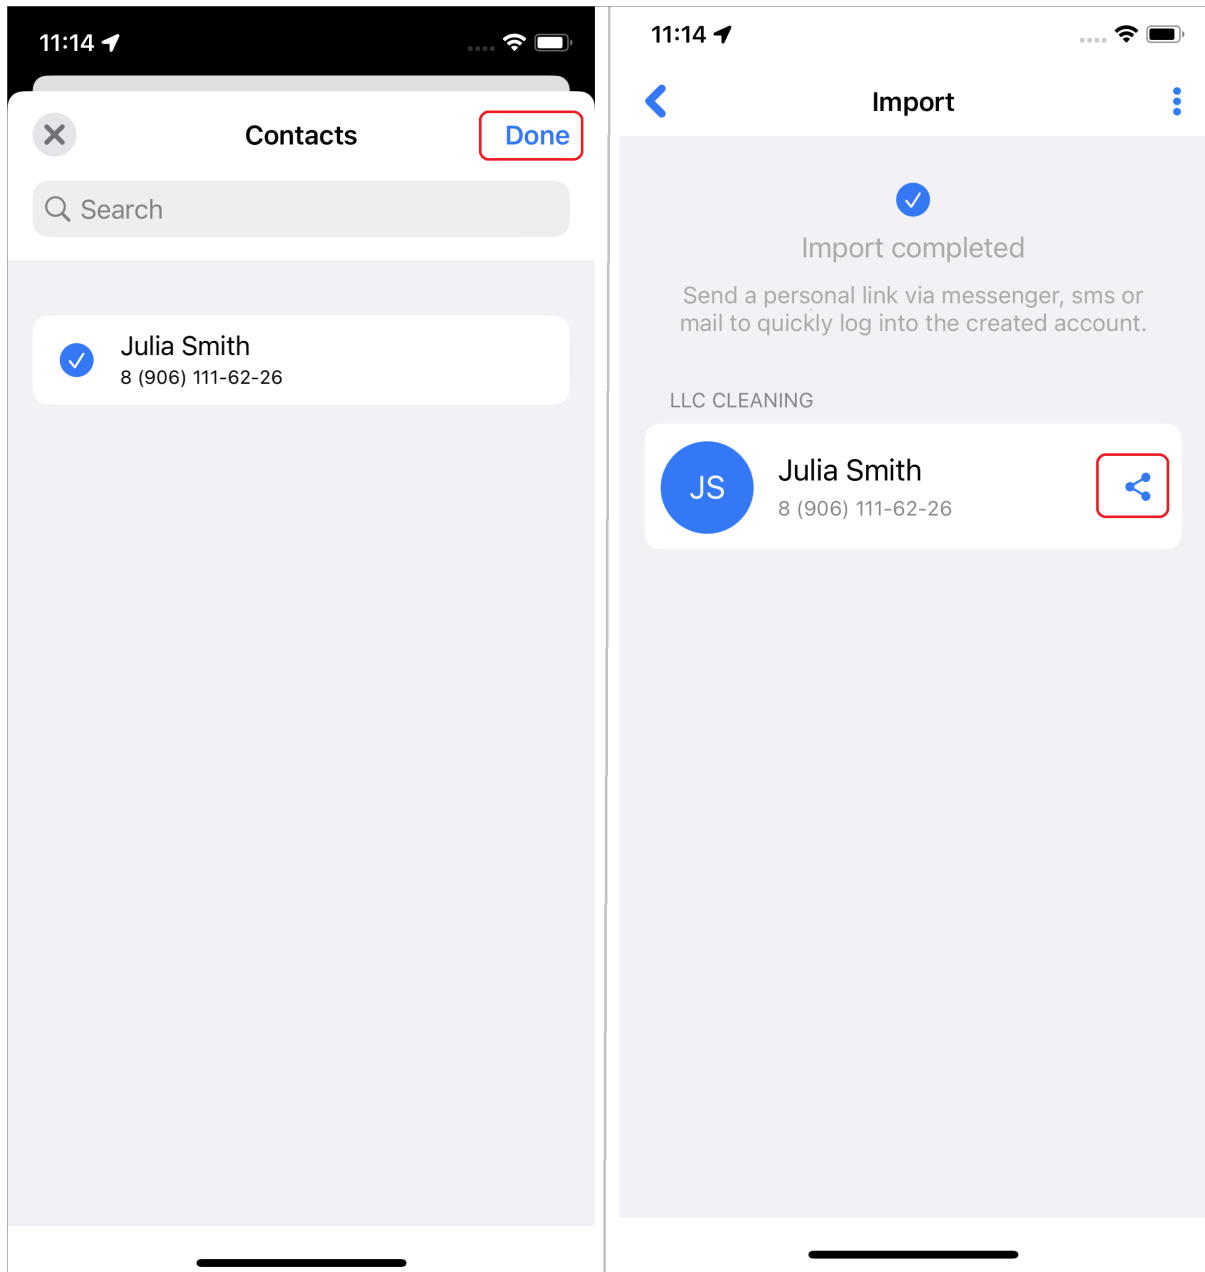 11:14
Contacts
Done
Search
Julia Smith
8 (906) 111-62-26
11:14
Import
Import completed
Send a personal link via messenger, sms or
mail to quickly log into the created account.
LLC CLEANING
JS
Julia Smith
8 (906) 111-62-26